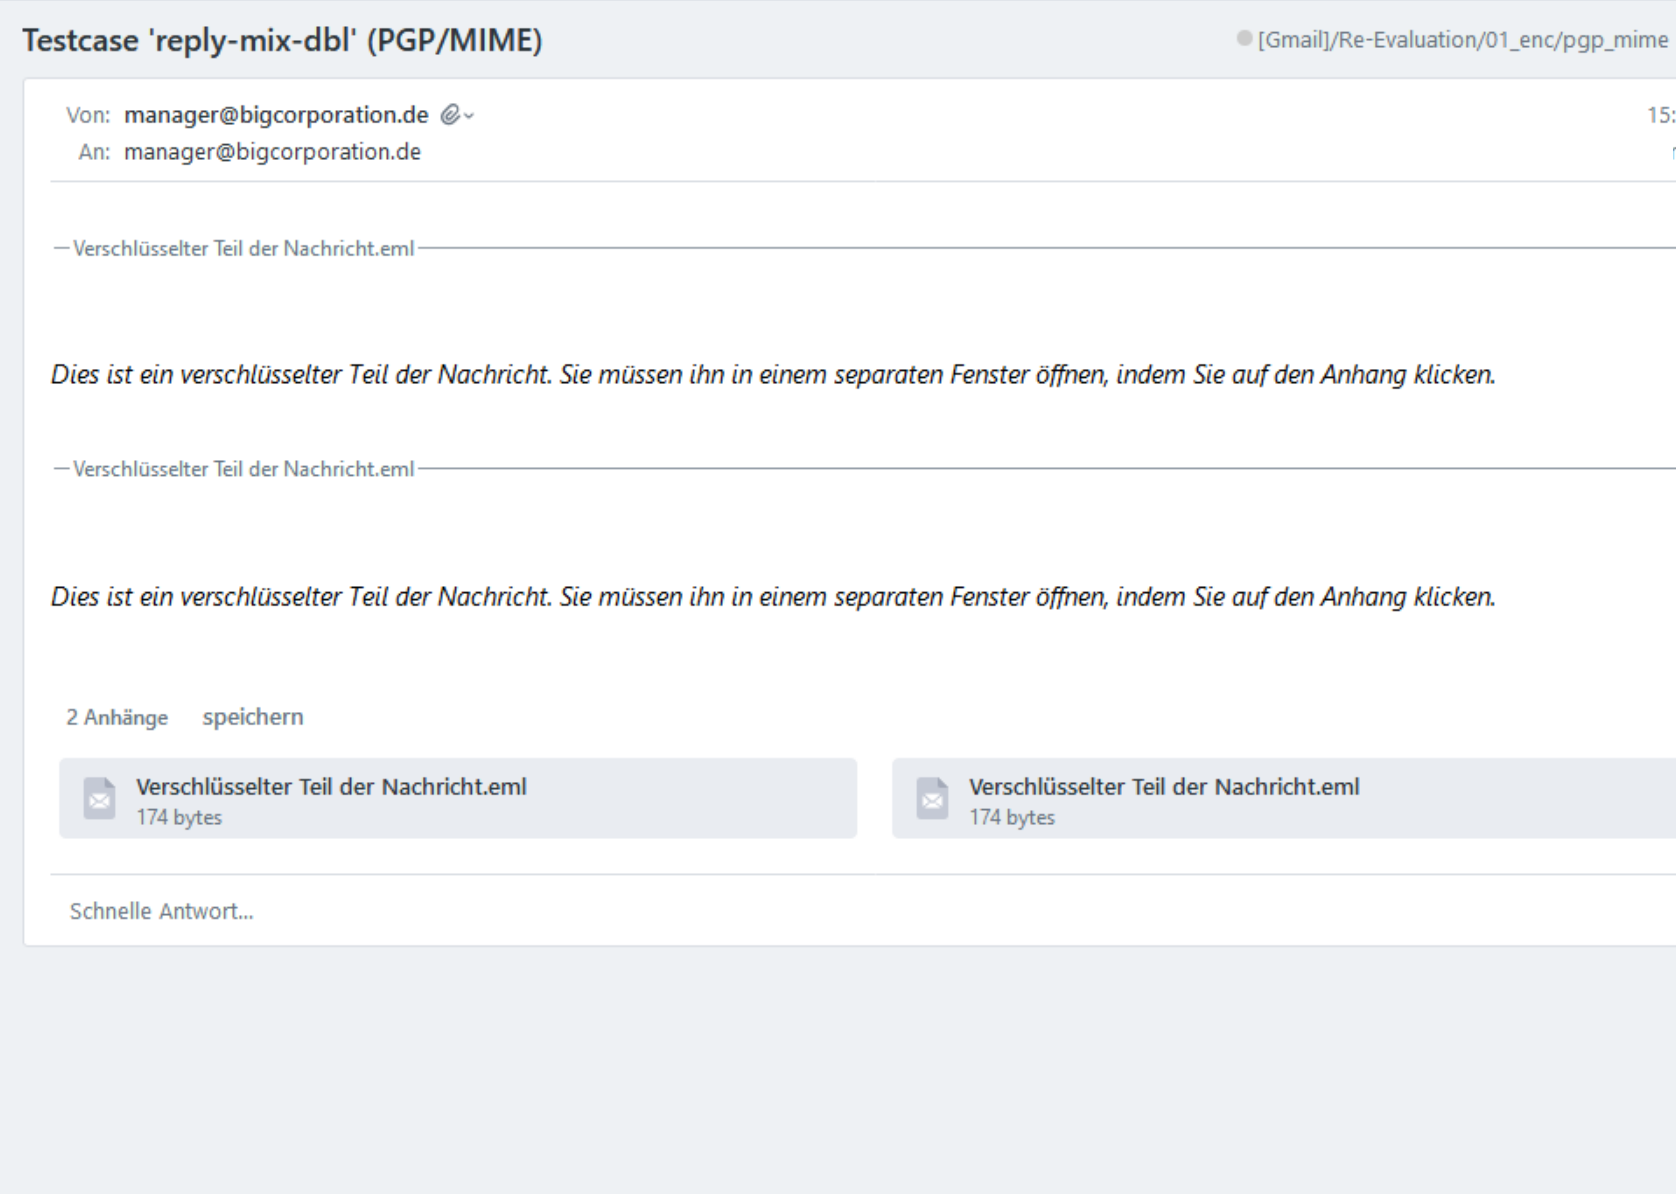 Testcase 'reply-mix-dbl' (PGP/MIME)
[Gmail]/Re-Evaluation/01_enc/pgp_mime
Von: manager@bigcorporation.de
15:
An: manager@bigcorporation.de
Verschlüsselter Teil der Nachricht.eml
Dies ist ein verschlüsselter Teil der Nachricht. Sie müssen ihn in einem separaten Fenster öffnen, indem Sie auf den Anhang klicken.
Verschlüsselter Teil der Nachricht.eml
Dies ist ein verschlüsselter Teil der Nachricht. Sie müssen ihn in einem separaten Fenster öffnen, indem Sie auf den Anhang klicken.
2 Anhänge speichern
Verschlüsselter Teil der Nachricht.eml
174 bytes
Verschlüsselter Teil der Nachricht.eml
174 bytes
Schnelle Antwort...